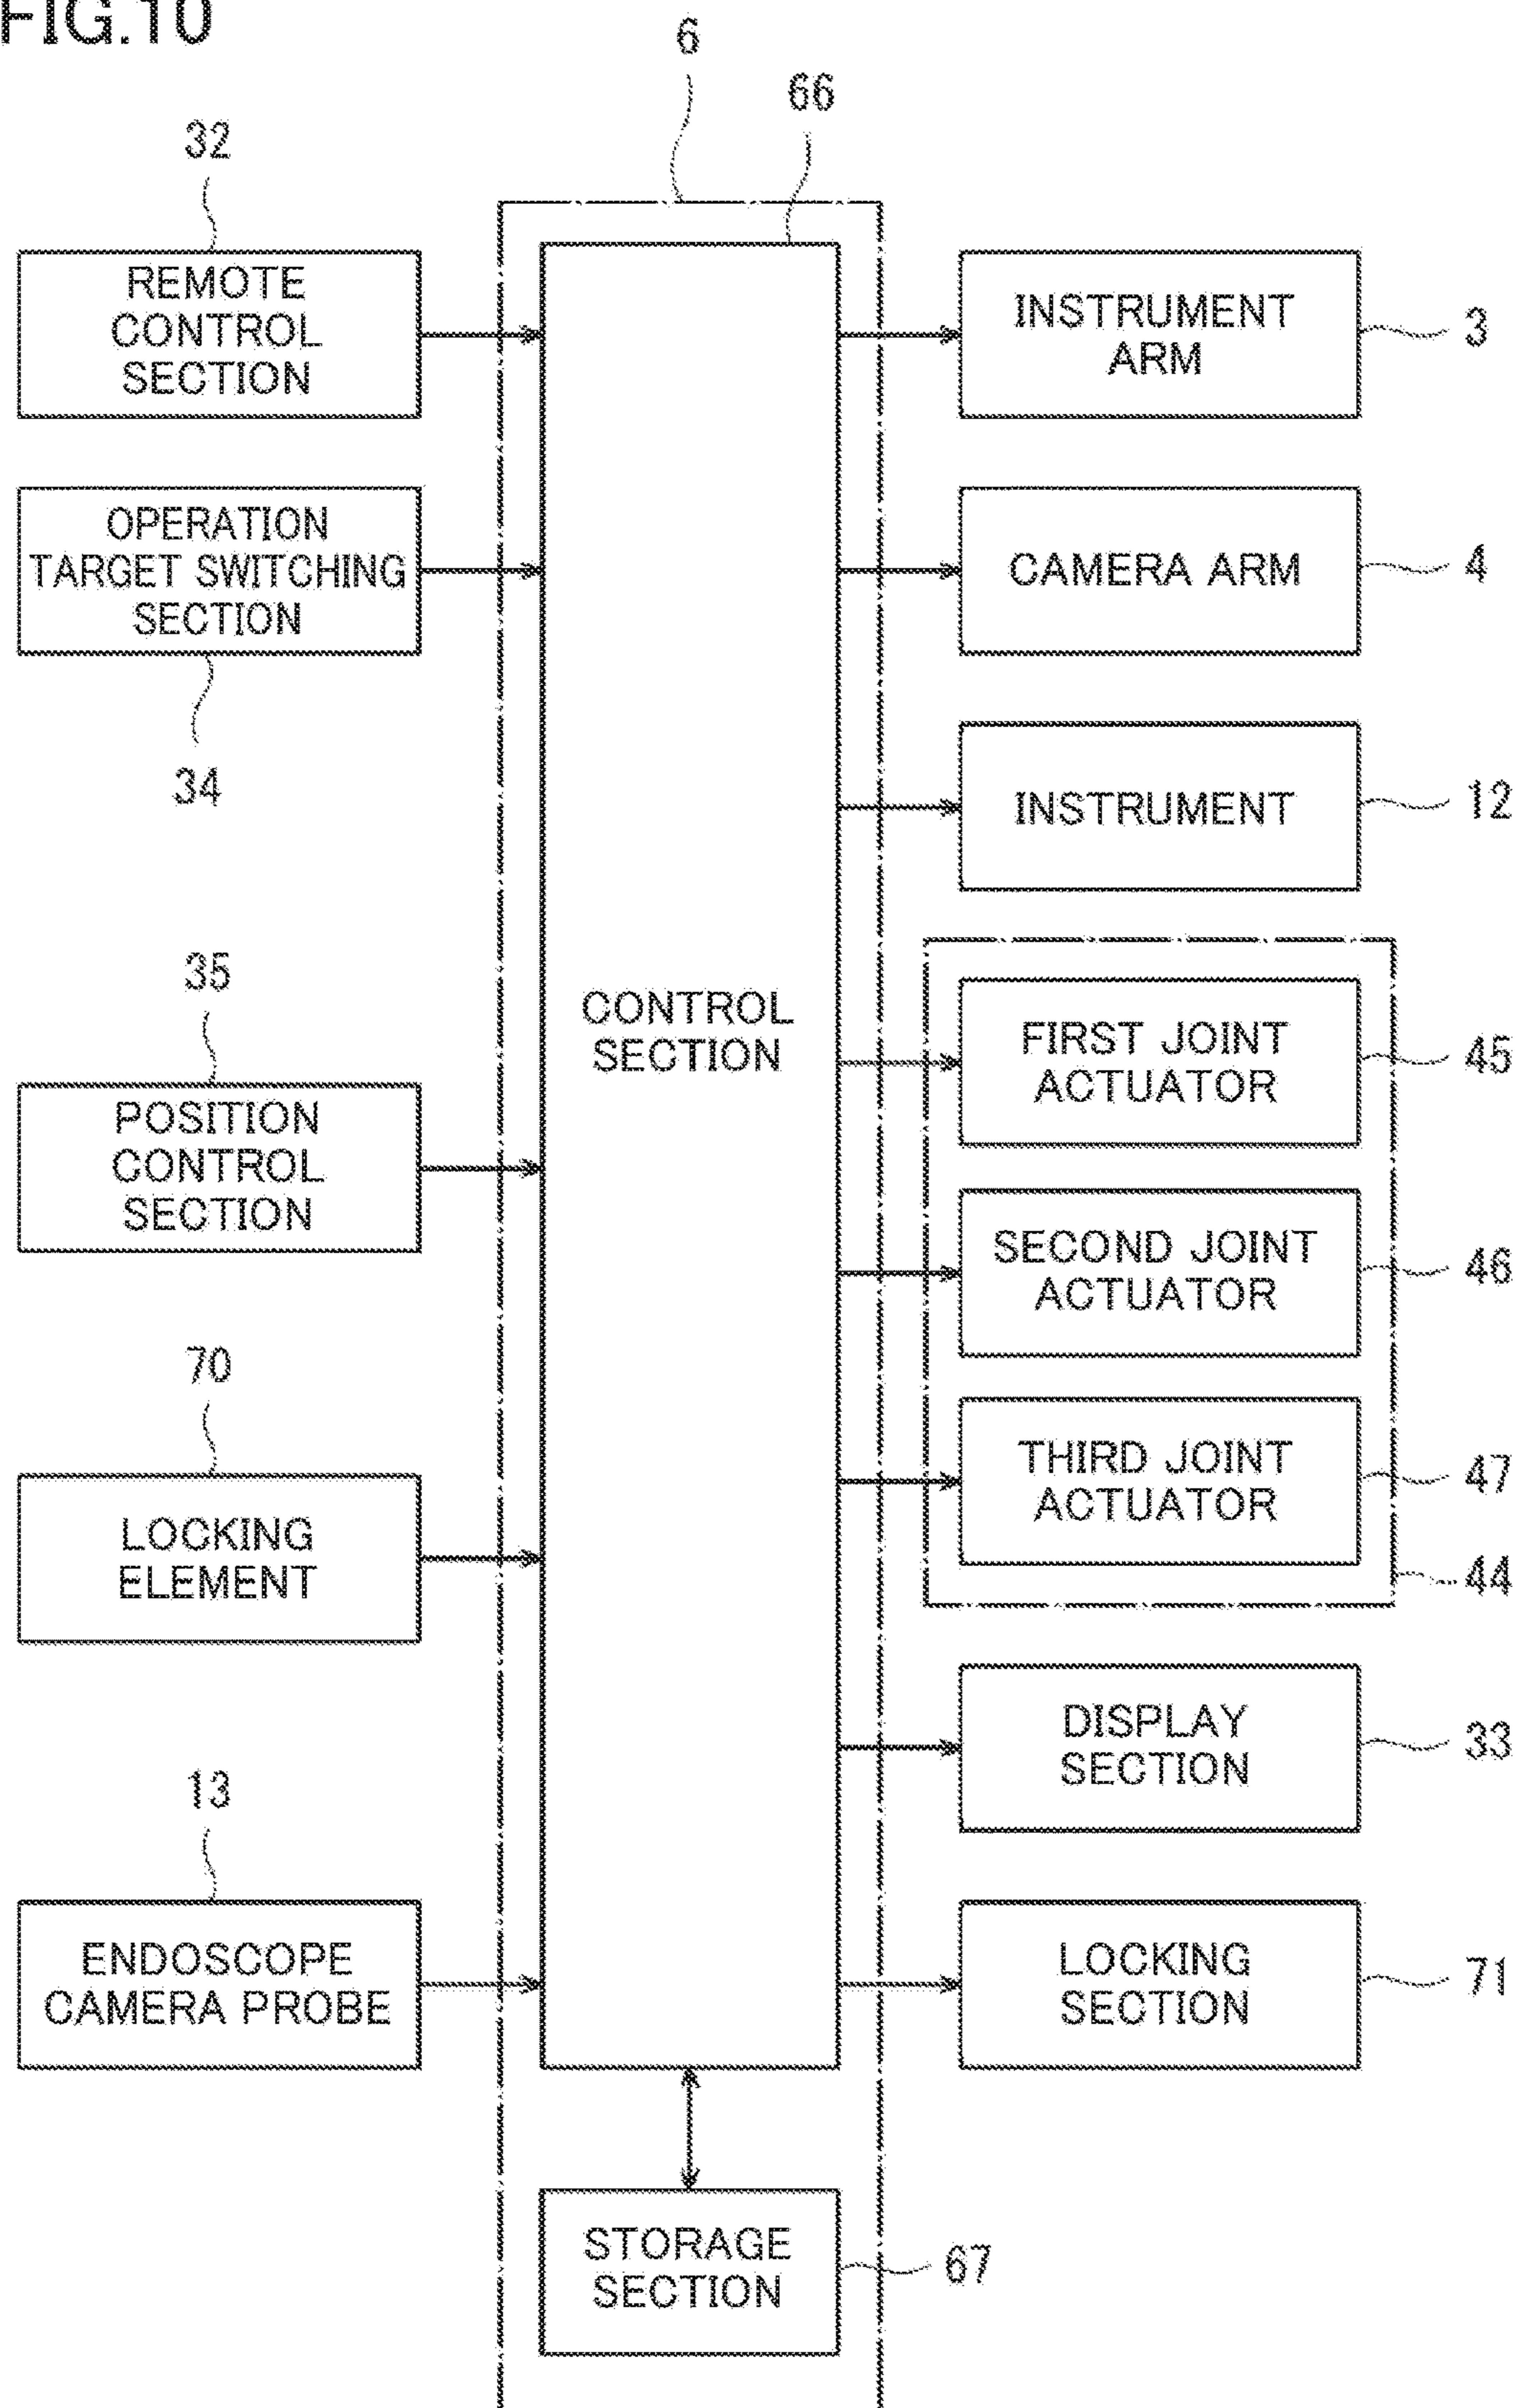 FIG.10
6
66
32
REMOTE
CONTROL
SECTION
OPERATION
TARGET SWITCHING
SECTION
34
35
POSITION
CONTROL
SECTION
70
LOCKING
ELEMENT
13
ENDOSCOPE
CAMERA PROBE
CONTROL
SECTION
STORAGE
SECTION
67
INSTRUMENT
ARM
3
CAMERA ARM
4
INSTRUMENT
12
FIRST JOINT
ACTUATOR
45
SECOND JOINT
ACTUATOR
46
THIRD JOINT
ACTUATOR
47
44
DISPLAY
SECTION
33
LOCKING
SECTION
71